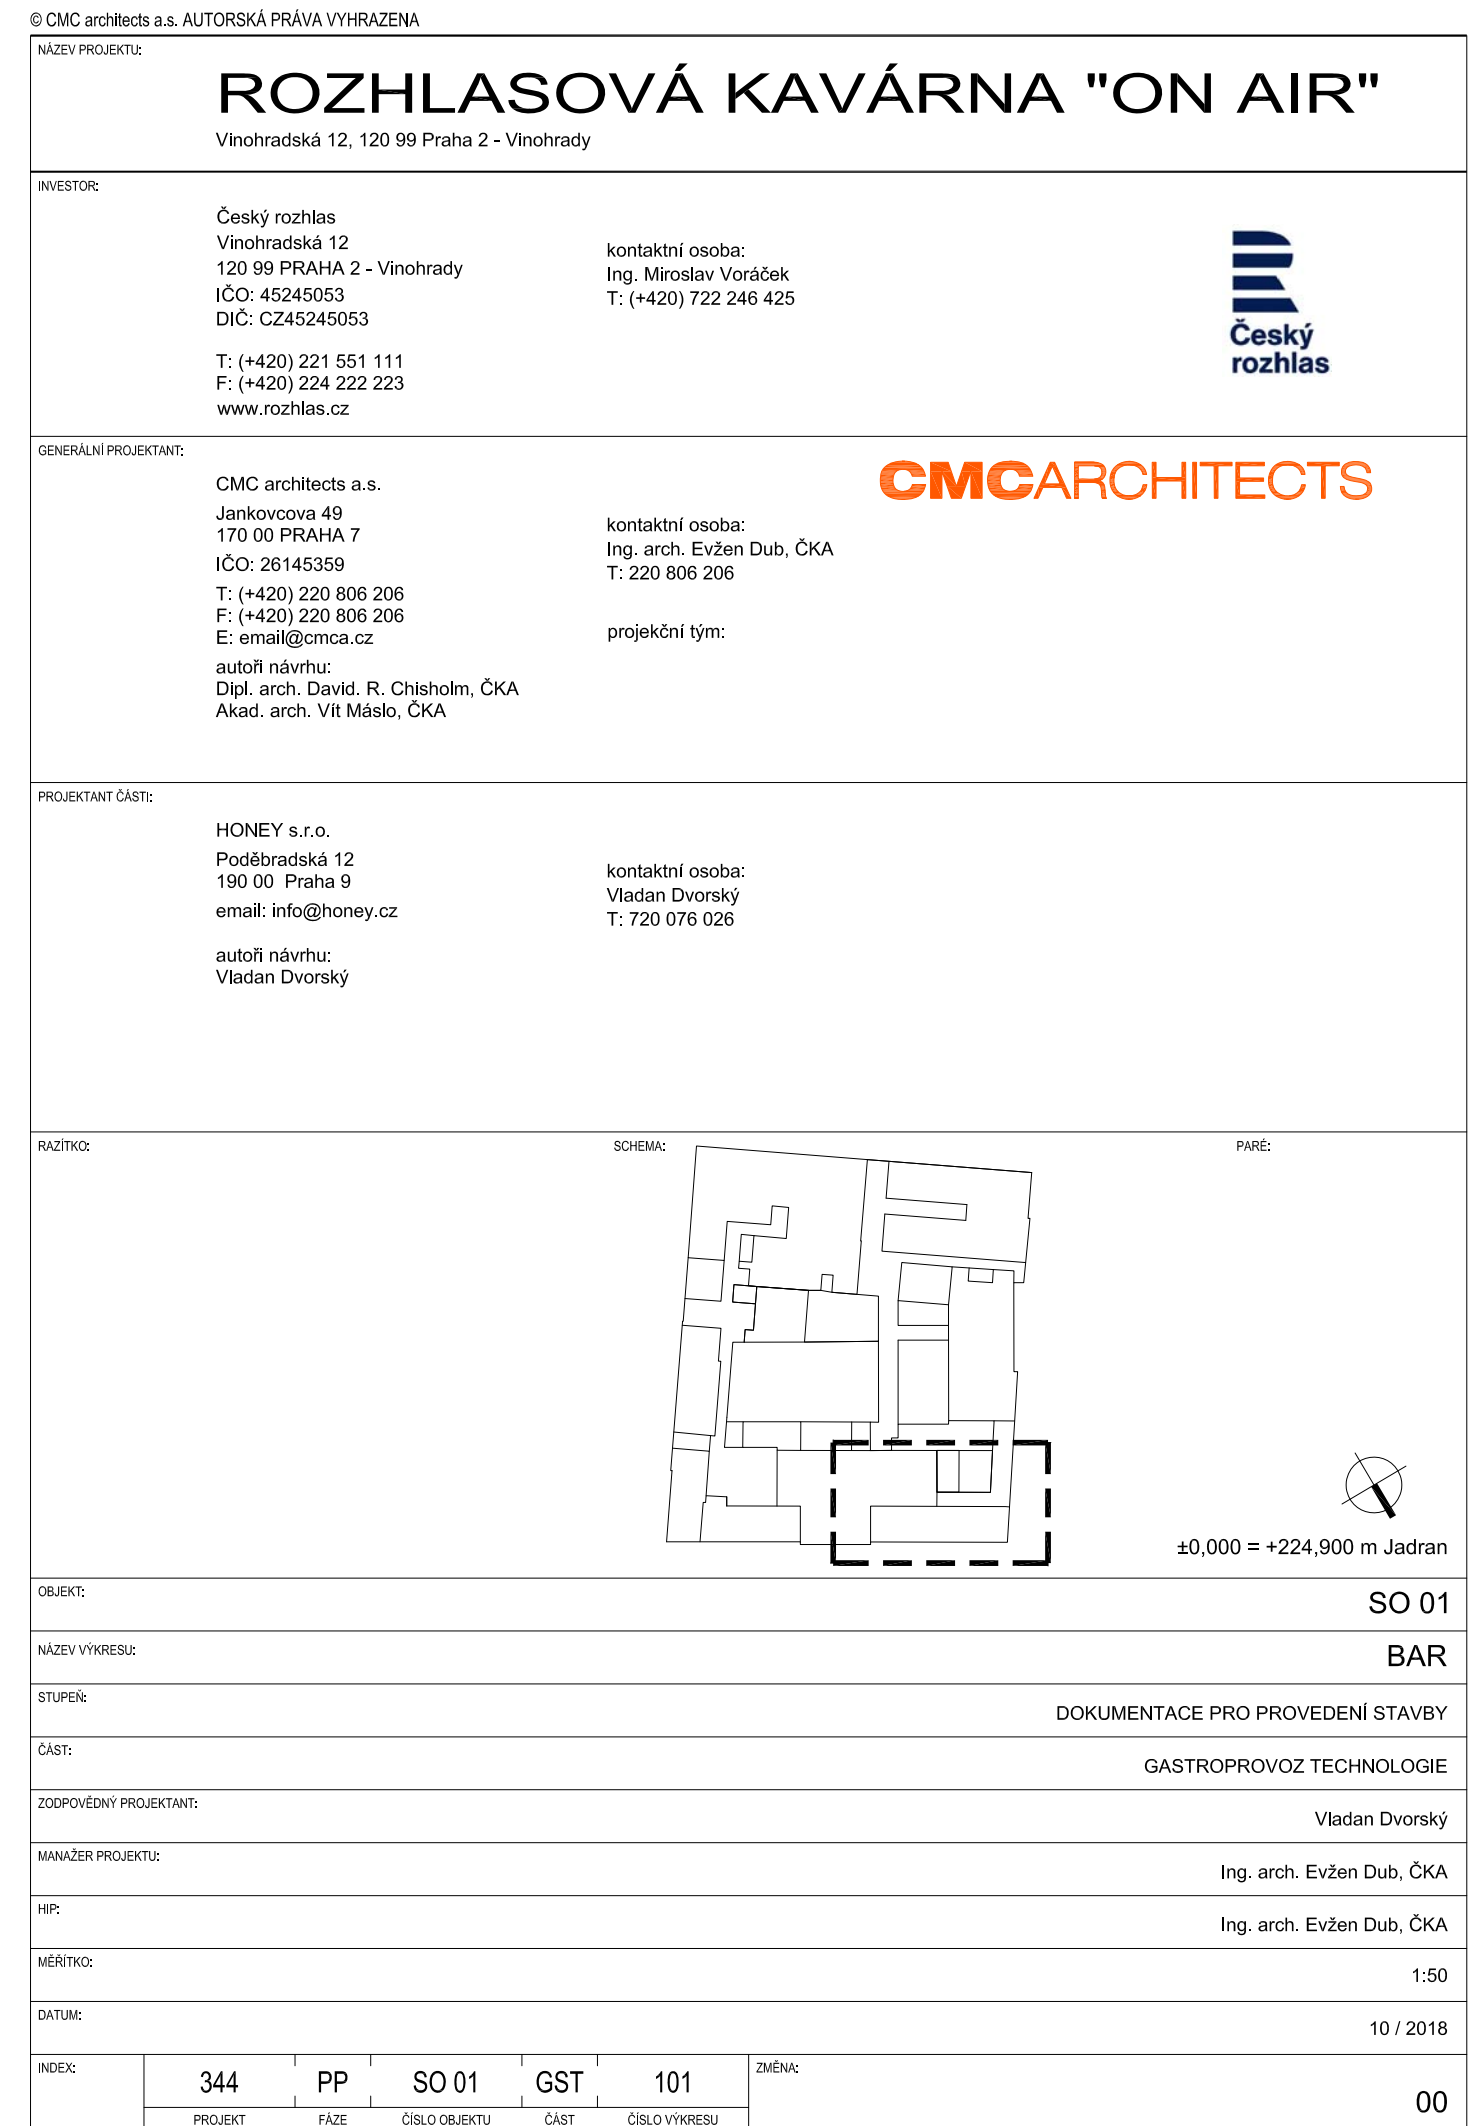 © CMC architects a.s. AUTORSKÁ PRÁVA VYHRAZENA
NÁZEV PROJEKTU:
ROZHLASOVÁ KAVÁRNA "ON AIR"
Vinohradská 12, 120 99 Praha 2 - Vinohrady
INVESTOR:
Český rozhlas
Vinohradská 12
120 99 PRAHA 2 - Vinohrady
IČO: 45245053
DIČ: CZ45245053
T: (+420) 221 551 111
F: (+420) 224 222 223
www.rozhlas.cz
kontaktní osoba:
Ing. Miroslav Voráček
T: (+420) 722 246 425
Český
rozhlas
GENERÁLNÍ PROJEKTANT:
CMC architects a.s.
Jankovcova 49
170 00 PRAHA 7
IČO: 26145359
T: (+420) 220 806 206
F: (+420) 220 806 206
E: email@cmca.cz
autoři návrhu:
Dipl. arch. David. R. Chisholm, ČKA
Akad. arch. Vít Máslo, ČKA
CMCARCHITECTS
kontaktní osoba:
Ing. arch. Evžen Dub, ČKA
T: 220 806 206
projekční tým:
PROJEKTANT ČÁSTI:
HONEY s.r.o.
Poděbradská 12
190 00 Praha 9
email: info@honey.cz
autoři návrhu:
Vladan Dvorský
kontaktní osoba:
Vladan Dvorský
T: 720 076 026
RAZÍTKO:
SCHEMA:
PARÉ:
±0,000 = +224,900 m Jadran
OBJEKT:
SO 01
NÁZEV VÝKRESU:
BAR
STUPEŇ:
DOKUMENTACE PRO PROVEDENÍ STAVBY
ČÁST:
GASTROPROVOZ TECHNOLOGIE
ZODPOVĚDNÝ PROJEKTANT:
Vladan Dvorský
MANAŽER PROJEKTU:
Ing. arch. Evžen Dub, ČKA
HIP:
Ing. arch. Evžen Dub, ČKA
MĚŘÍTKO:
1:50
DATUM:
10 / 2018
INDEX:
344 PP SO 01 GST 101
PROJEKT FÁZE ČÍSLO OBJEKTU ČÁST ČÍSLO VÝKRESU
ZMĚNA:
00